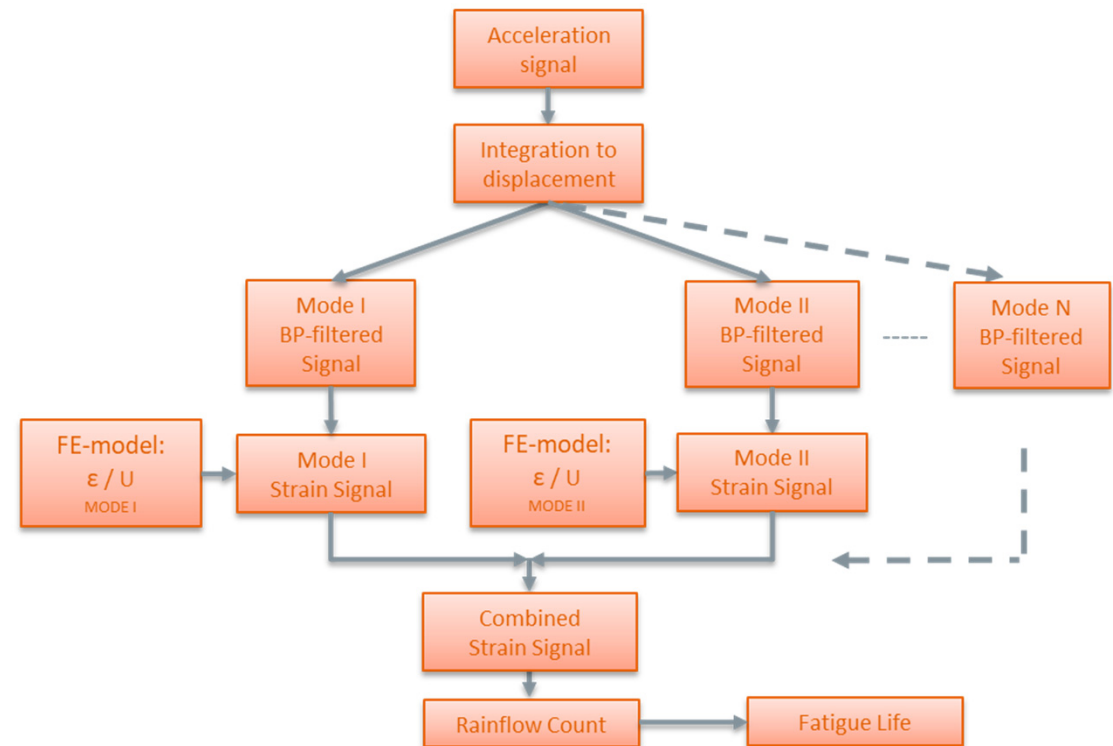 Acceleration
signal
Integration to
displacement
Mode I
BP-filtered
Signal
Mode II
BP-filtered
Signal
Mode N
BP-filtered
Signal
FE-model:
ε / U
MODE I
Mode I
Strain Signal
FE-model:
ε / U
MODE II
Mode II
Strain Signal
Combined
Strain Signal
Rainflow Count
Fatigue Life